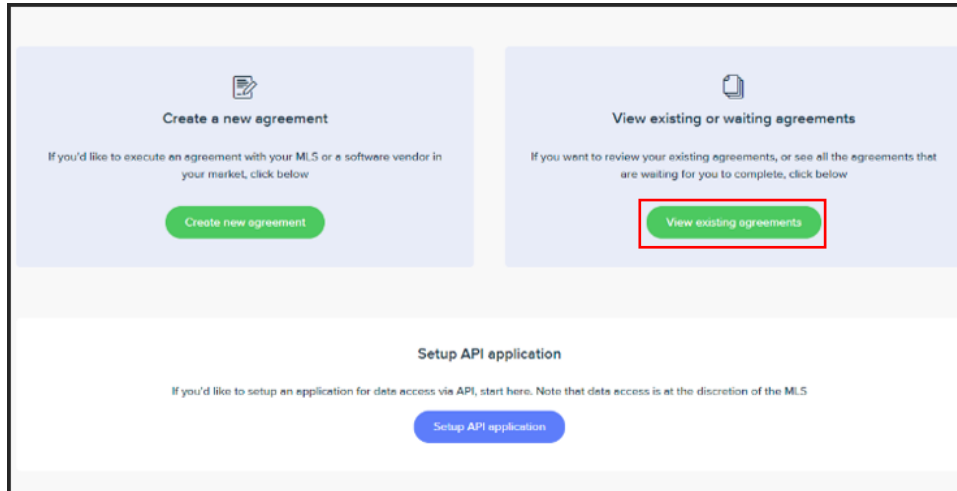 Create a new agreement
If you'd like to execute an agreement with your MLS or a software vendor in
your market, click below
Create new agreement
View existing or waiting agreements
If you want to review your existing agreements, or see all the agreements that
are waiting for you to complete, click below
View existing agreements
Setup API application
If you'd like to setup an application for data access via API, start here. Note that data access is at the discretion of the MLS
Setup API application